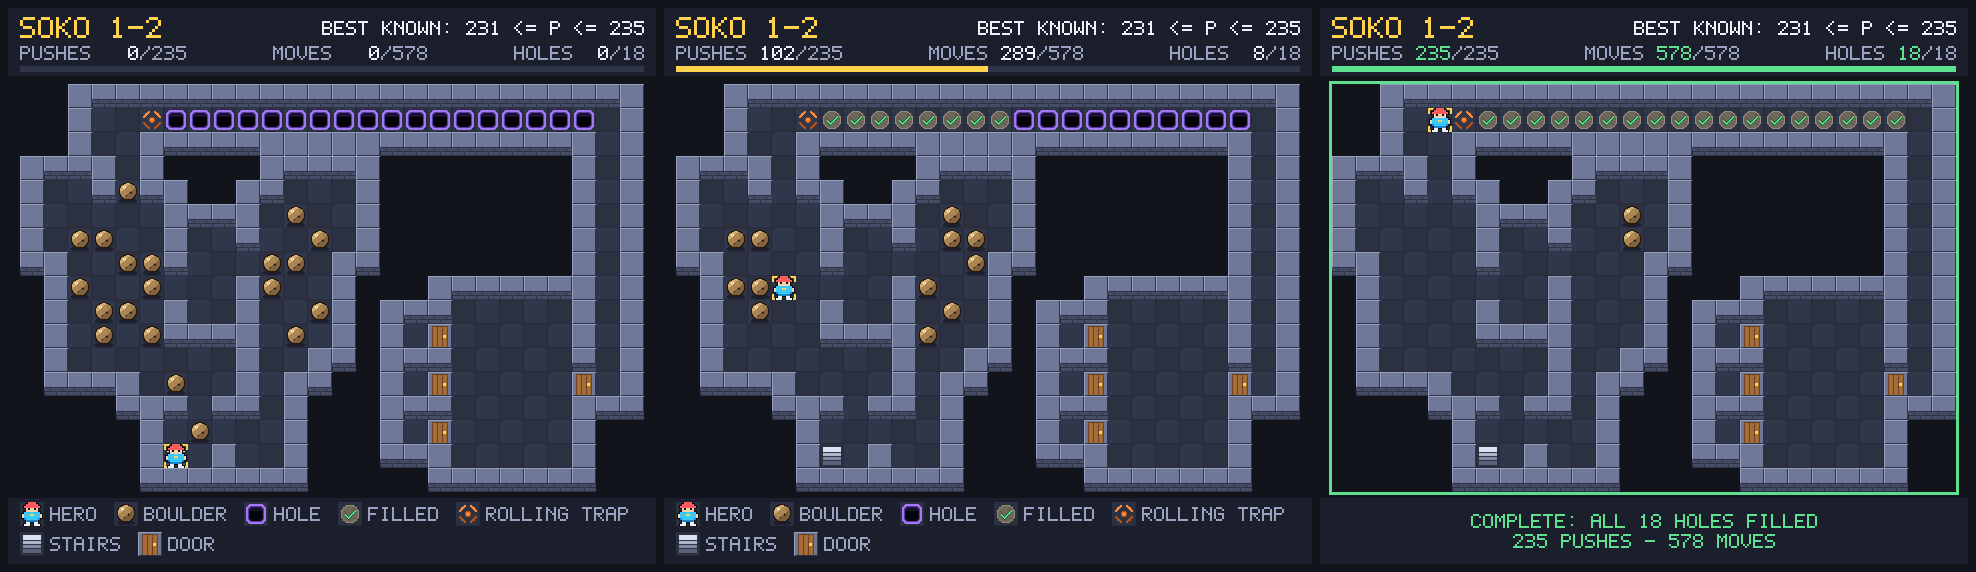 SOKO 1-2 BEST KNOWN: 231 <= P <= 235
PUSHES 0/235 MOVES 0/578 HOLES 0/18
HERO BOULDER HOLE FILLED ROLLING TRAP
STAIRS DOOR
SOKO 1-2 BEST KNOWN: 231 <= P <= 235
PUSHES 102/235 MOVES 289/578 HOLES 8/18
HERO BOULDER HOLE FILLED ROLLING TRAP
STAIRS DOOR
SOKO 1-2 BEST KNOWN: 231 <= P <= 235
PUSHES 235/235 MOVES 578/578 HOLES 18/18
COMPLETE: ALL 18 HOLES FILLED
235 PUSHES - 578 MOVES